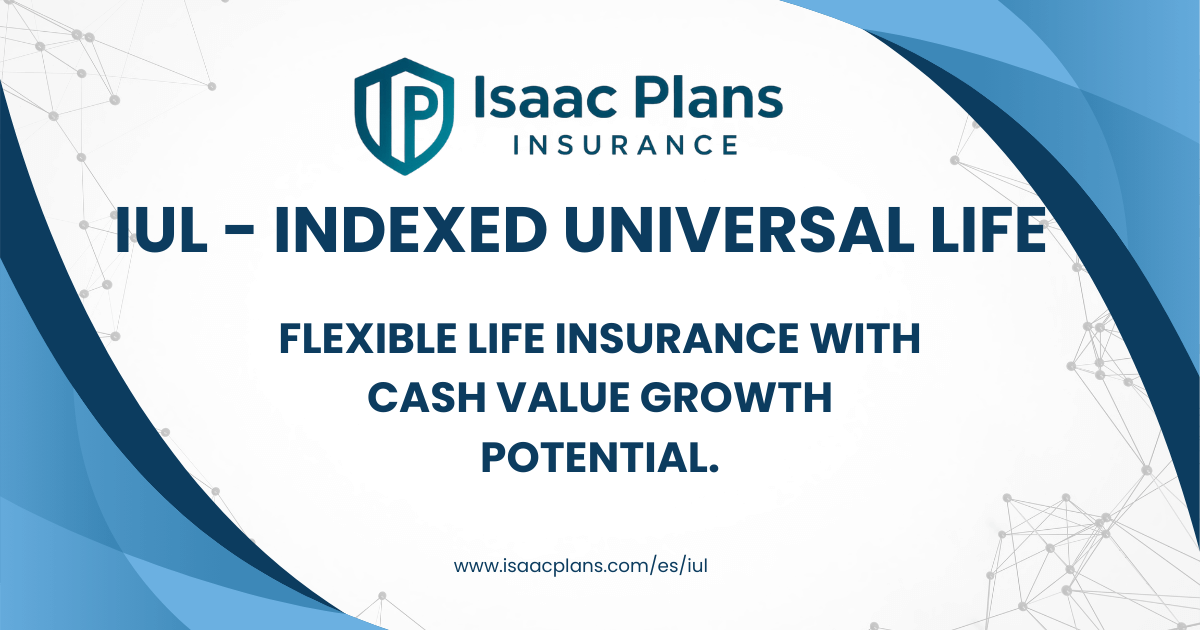 IP
Isaac Plans
INSURANCE
IUL - INDEXED UNIVERSAL LIFE
FLEXIBLE LIFE INSURANCE WITH
CASH VALUE GROWTH
POTENTIAL.
www.isaacplans.com/es/iul